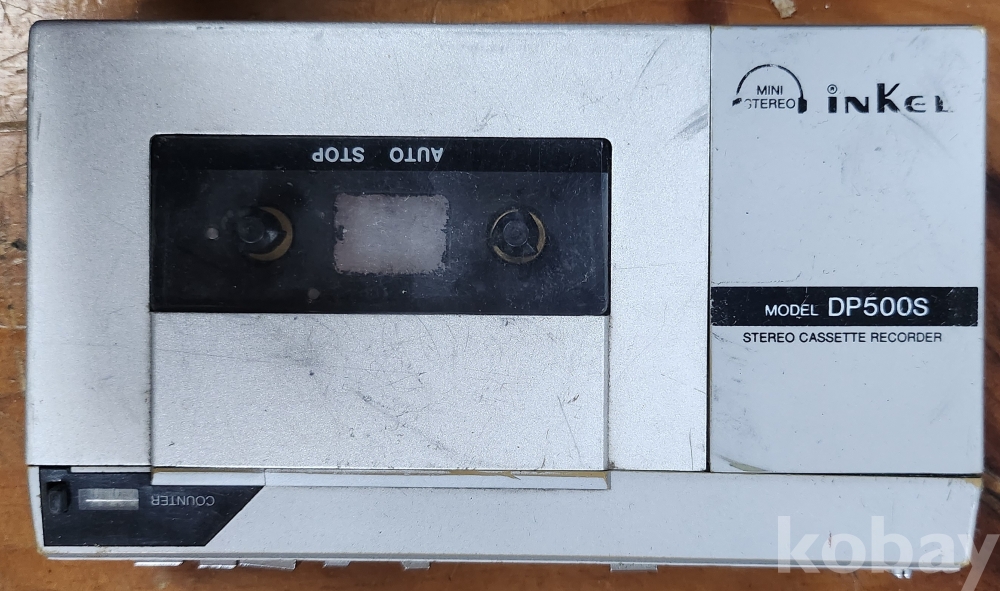 MINI
STEREO
® iNKEL
AUTO STOP
MODEL DP500S
STEREO CASSETTE RECORDER
COUNTER
kobay